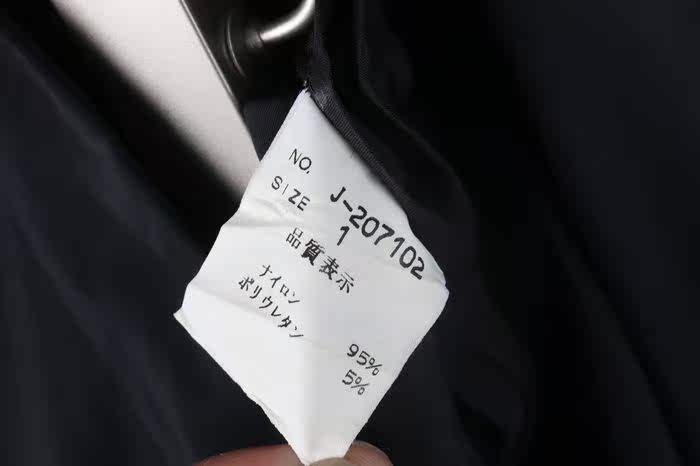 NO. J-207102
SIZE 1
品質表示
ナイロン 95%
ポリウレタン 5%